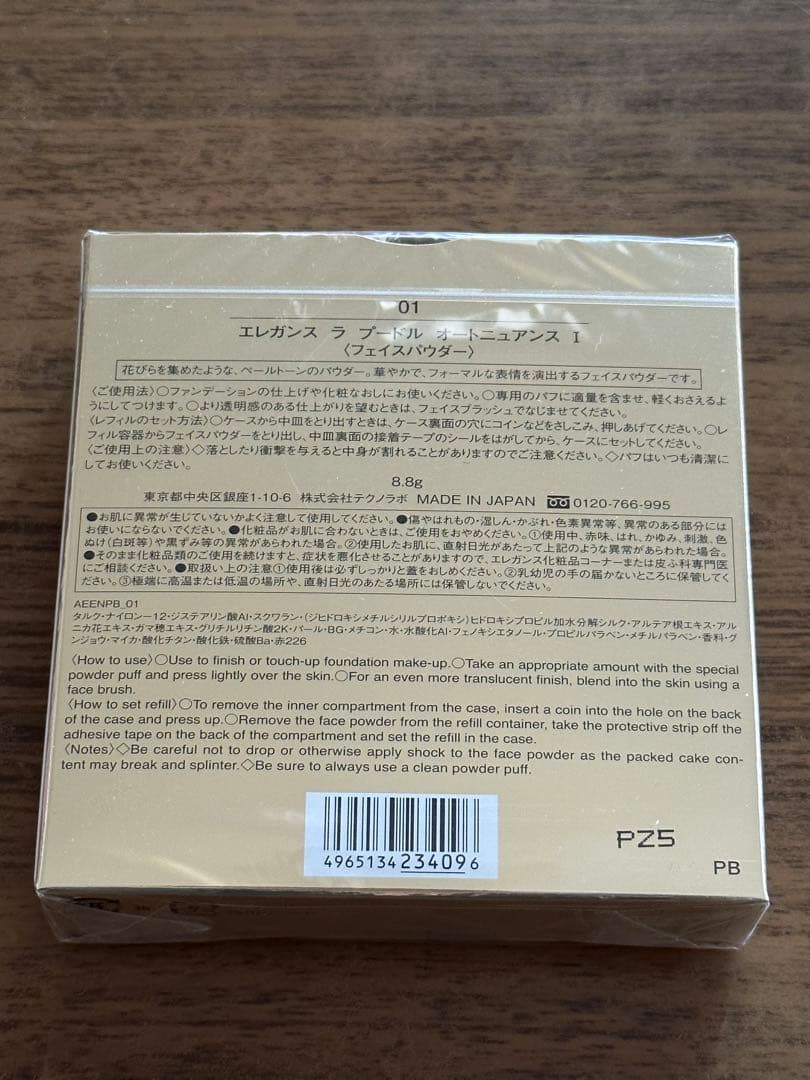 01
エレガンス ラ プードル オートニュアンス I
〈フェイスパウダー〉
花びらを集めたような、ペールトーンのパウダー。華やかで、フォーマルな表情を演出するフェイスパウダーです。
〈ご使用法〉○ファンデーションの仕上げや化粧なおしにお使いください。○専用のパフに適量を含ませ、軽くおさえるよ
うにしてつけます。○より透明感のある仕上がりを望むときは、フェイスブラッシュでなじませてください。
〈レフィルのセット方法〉○ケースから中皿をとり出すときは、ケース裏面の穴にコインなどをさしこみ、押しあげてください。○レ
フィル容器からフェイスパウダーをとり出し、中皿裏面の接着テープのシールをはがしてから、ケースにセットしてください。
〈ご使用上の注意〉◇落としたり衝撃を与えると中身が割れることがありますのでご注意ください。◇パフはいつも清潔に
してお使いください。
8.8g
東京都中央区銀座1-10-6 株式会社テクノラボ MADE IN JAPAN 0120-766-995
●お肌に異常が生じていないかよく注意して使用してください。●傷やはれもの・湿しん・かぶれ・色素異常等、異常のある部分には
お使いにならないでください。●化粧品がお肌に合わないときは、ご使用をおやめください。①使用中、赤味、はれ、かゆみ、刺激、色
ぬけ(白斑等)や黒ずみ等の異常があらわれた場合。②使用したお肌に、直射日光があたって上記のような異常があらわれた場合。
●そのまま化粧品類のご使用を続けますと、症状を悪化させることがありますので、エレガンス化粧品コーナーまたは皮ふ科専門医
にご相談ください。●取扱い上の注意①使用後は必ずしっかりと蓋をおしめください。②乳幼児の手の届かないところに保管してく
ださい。③極端に高温または低温の場所や、直射日光のあたる場所には保管しないでください。
AEENPB_01
タルク・ナイロン-12・ジステアリン酸Al・スクワラン・(ジヒドロキシメチルシリルプロポキシ)ヒドロキシプロピル加水分解シルク・アルテア根エキス・アル
ニカ花エキス・ガマ穂エキス・グリチルリチン酸2K・パール・BG・メチコン・水・水酸化Al・フェノキシエタノール・プロピルパラベン・メチルパラベン・香料・グ
ンジョウ・マイカ・酸化チタン・酸化鉄・硫酸Ba・赤226
〈How to use〉○Use to finish or touch-up foundation make-up.○Take an appropriate amount with the special
powder puff and press lightly over the skin.○For an even more translucent finish, blend into the skin using a
face brush.
〈How to set refill〉○To remove the inner compartment from the case, insert a coin into the hole on the back
of the case and press up.○Remove the face powder from the refill container, take the protective strip off the
adhesive tape on the back of the compartment and set the refill in the case.
〈Notes〉◇Be careful not to drop or otherwise apply shock to the face powder as the packed cake con-
tent may break and splinter.◇Be sure to always use a clean powder puff.
4965134234096
PZ5
PB